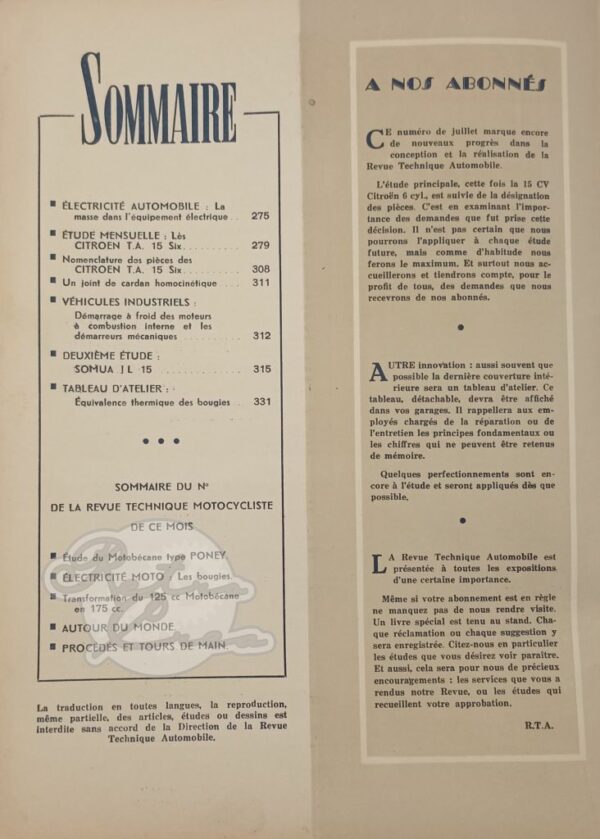 SOMMAIRE
ÉLECTRICITÉ AUTOMOBILE : La
masse dans l'équipement électrique . . 275
ÉTUDE MENSUELLE : Lès
CITROEN T.A. 15 Six . . . . . . . . . . 279
Nomenclature des pièces des
CITROEN T.A. 15 Six . . . . . . . . . . 308
Un joint de cardan homocinétique . . . 311
VÉHICULES INDUSTRIELS :
Démarrage à froid des moteurs
à combustion interne et les
démarreurs mécaniques . . . . . . . . 312
DEUXIÈME ÉTUDE :
SOMUA J L 15 . . . . . . . . . . 315
TABLEAU D'ATELIER :
Équivalence thermique des bougies . . 331
SOMMAIRE DU Nº
DE LA REVUE TECHNIQUE MOTOCYCLISTE
DE CE MOIS
Étude du Motobécane type PONEY.
ÉLECTRICITÉ MOTO : Les bougies.
Transformation du 125 cc Motobécane
en 175 cc.
AUTOUR DU MONDE.
PROCÉDÉS ET TOURS DE MAIN.
La traduction en toutes langues, la reproduction,
même partielle, des articles, études ou dessins est
interdite sans accord de la Direction de la Revue
Technique Automobile.
A NOS ABONNÉS
CE numéro de juillet marque encore
de nouveaux progrès dans la
conception et la réalisation de la
Revue Technique Automobile.
L'étude principale, cette fois la 15 CV
Citroën 6 cyl., est suivie de la désignation
des pièces. C'est en examinant l'impor-
tance des demandes que fut prise cette
décision. Il n'est pas certain que nous
pourrons l'appliquer à chaque étude
future, mais comme d'habitude nous
ferons le maximum. Et surtout nous ac-
cueillerons et tiendrons compte, pour le
profit de tous, des demandes que nous
recevrons de nos abonnés.
AUTRE innovation : aussi souvent que
possible la dernière couverture inté-
rieure sera un tableau d'atelier. Ce
tableau, détachable, devra être affiché
dans vos garages. Il rappellera aux em-
ployés chargés de la réparation ou de
l'entretien les principes fondamentaux ou
les chiffres qui ne peuvent être retenus
de mémoire.
Quelques perfectionnements sont en-
core à l'étude et seront appliqués dès que
possible.
LA Revue Technique Automobile est
présentée à toutes les expositions
d'une certaine importance.
Même si votre abonnement est en règle
ne manquez pas de nous rendre visite.
Un livre spécial est tenu au stand. Cha-
que réclamation ou chaque suggestion y
sera enregistrée. Citez-nous en particulier
les études que vous désirez voir paraître.
Et aussi, cela sera pour nous de précieux
encouragements : les services que vous a
rendus notre Revue, ou les études qui
recueillent votre approbation.
R.T.A.